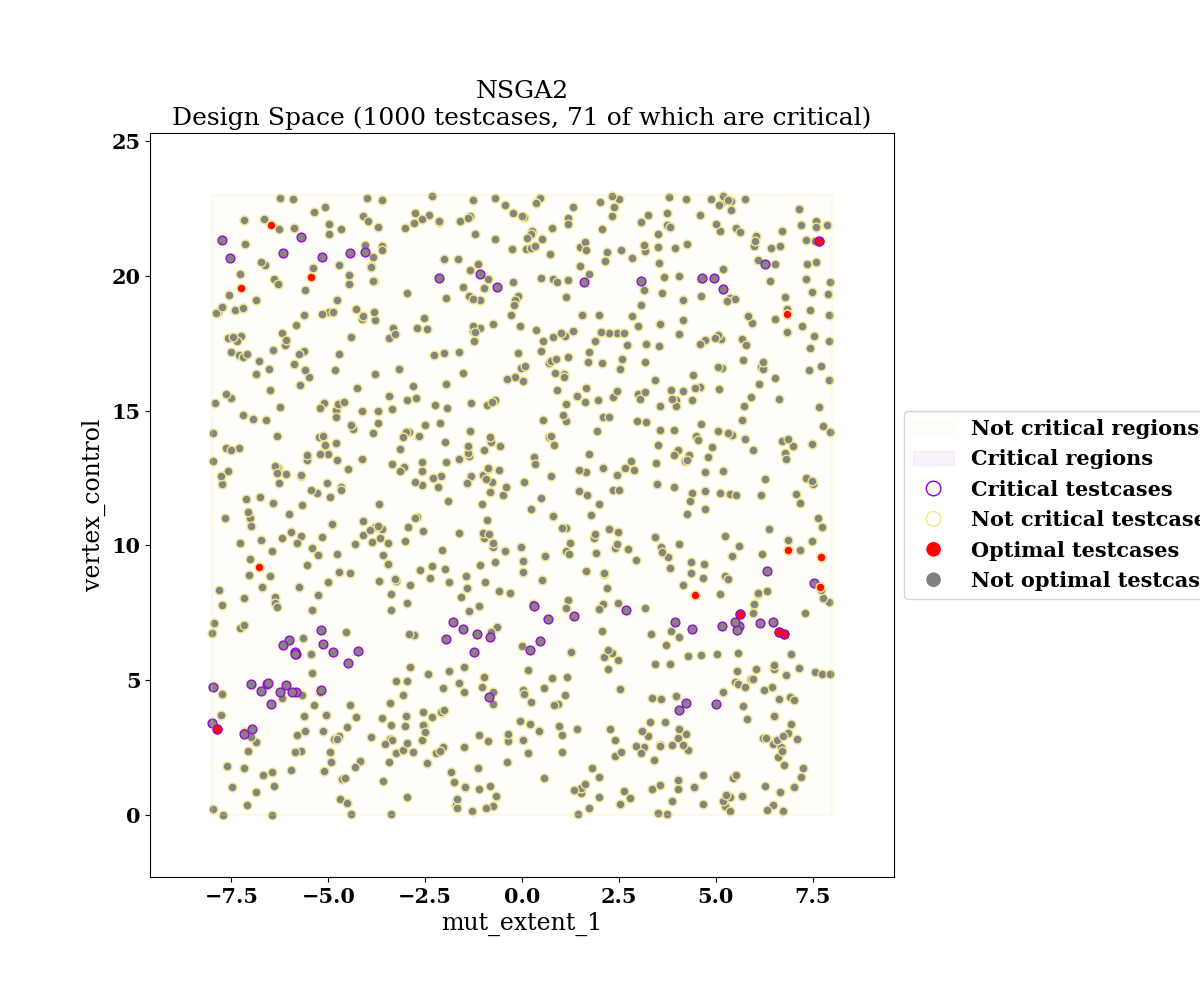 NSGA2
Design Space (1000 testcases, 71 of which are critical)
25
20
15
10
5
0
vertex_control
−7.5
−5.0
−2.5
0.0
2.5
5.0
7.5
mut_extent_1
Not critical regions
Critical regions
Critical testcases
Not critical testcase
Optimal testcases
Not optimal testcas